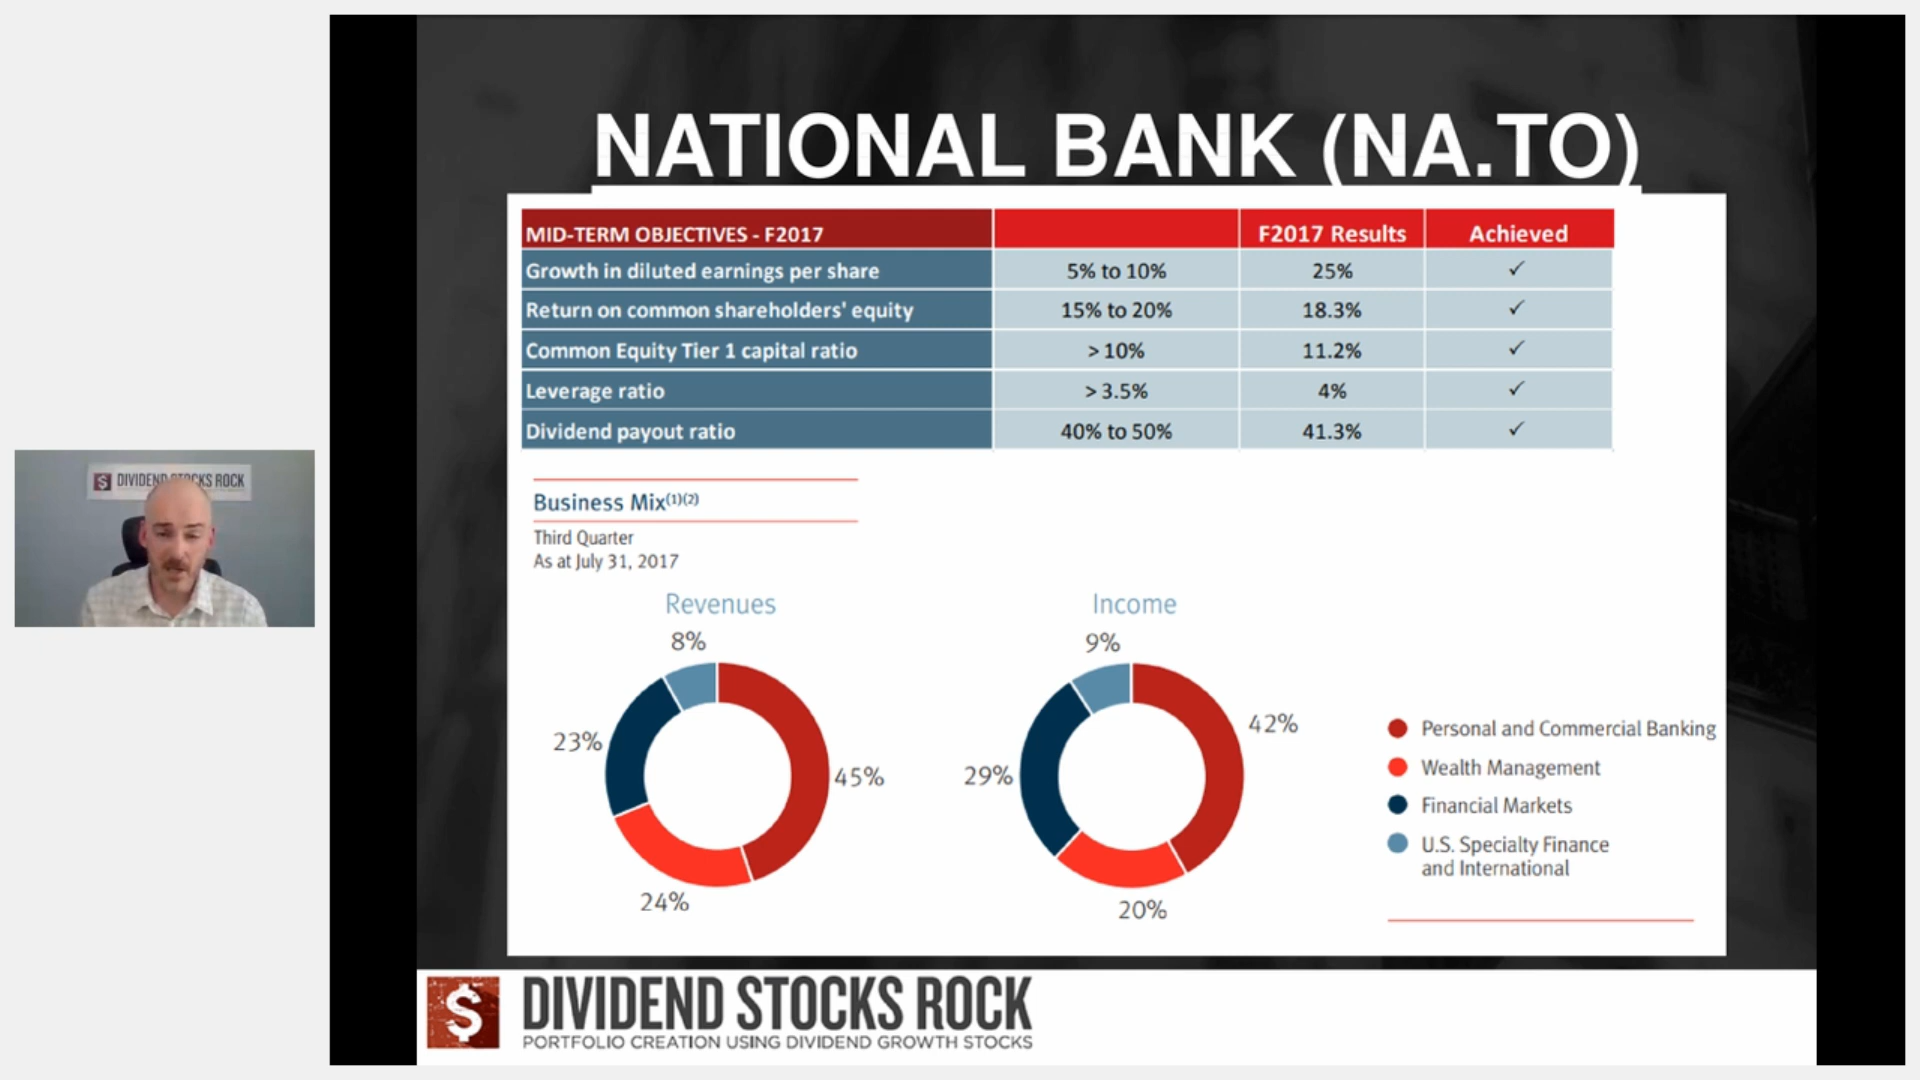 NATIONAL BANK (NA.TO)
MID-TERM OBJECTIVES - F2017 F2017 Results Achieved
Growth in diluted earnings per share 5% to 10% 25% ✓
Return on common shareholders' equity 15% to 20% 18.3% ✓
Common Equity Tier 1 capital ratio > 10% 11.2% ✓
Leverage ratio > 3.5% 4% ✓
Dividend payout ratio 40% to 50% 41.3% ✓
Business Mix(1)(2)
Third Quarter
As at July 31, 2017
Revenues
8%
23%
45%
24%
Income
9%
42%
29%
20%
Personal and Commercial Banking
Wealth Management
Financial Markets
U.S. Specialty Finance
and International
$ DIVIDEND STOCKS ROCK
PORTFOLIO CREATION USING DIVIDEND GROWTH STOCKS
$ DIVIDEND STOCKS ROCK